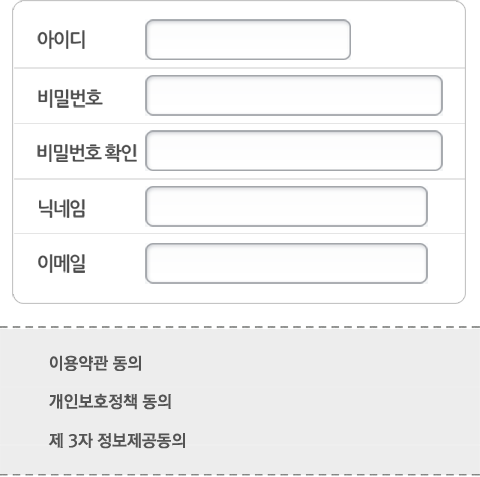 아이디
비밀번호
비밀번호 확인
닉네임
이메일
이용약관 동의
개인보호정책 동의
제 3자 정보제공동의